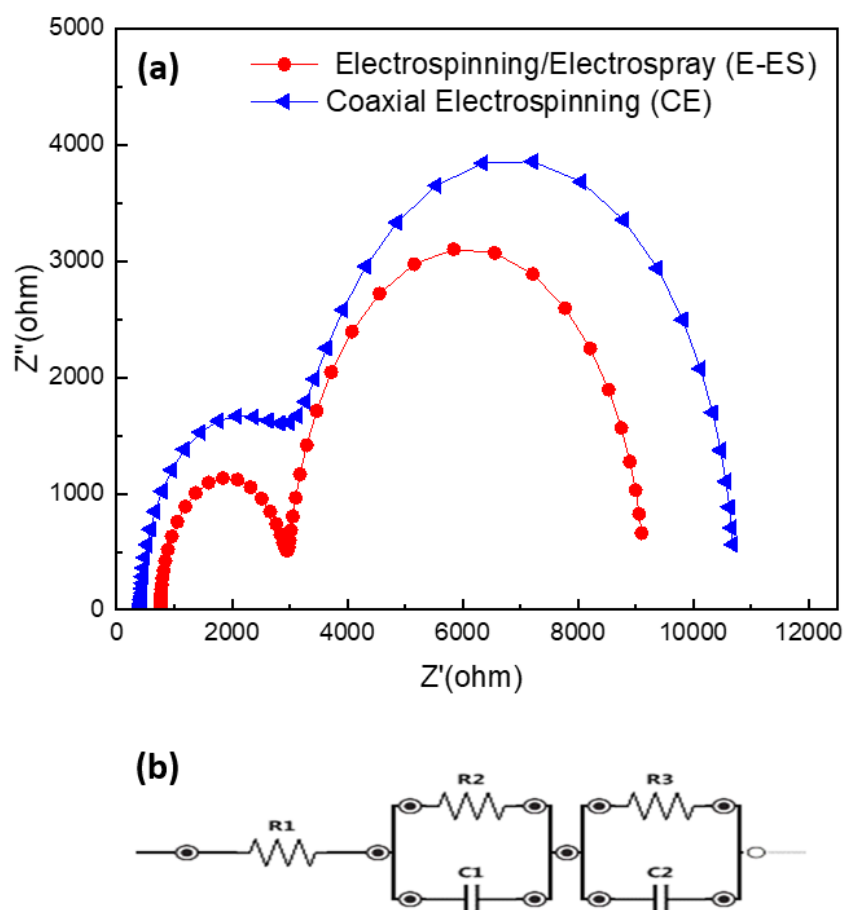 (a)
Electrospinning/Electrospray (E-ES)
Coaxial Electrospinning (CE)
5000
4000
3000
2000
1000
0
Z''(ohm)
0 2000 4000 6000 8000 10000 12000
Z'(ohm)
(b)
R1
R2
R3
C1
C2